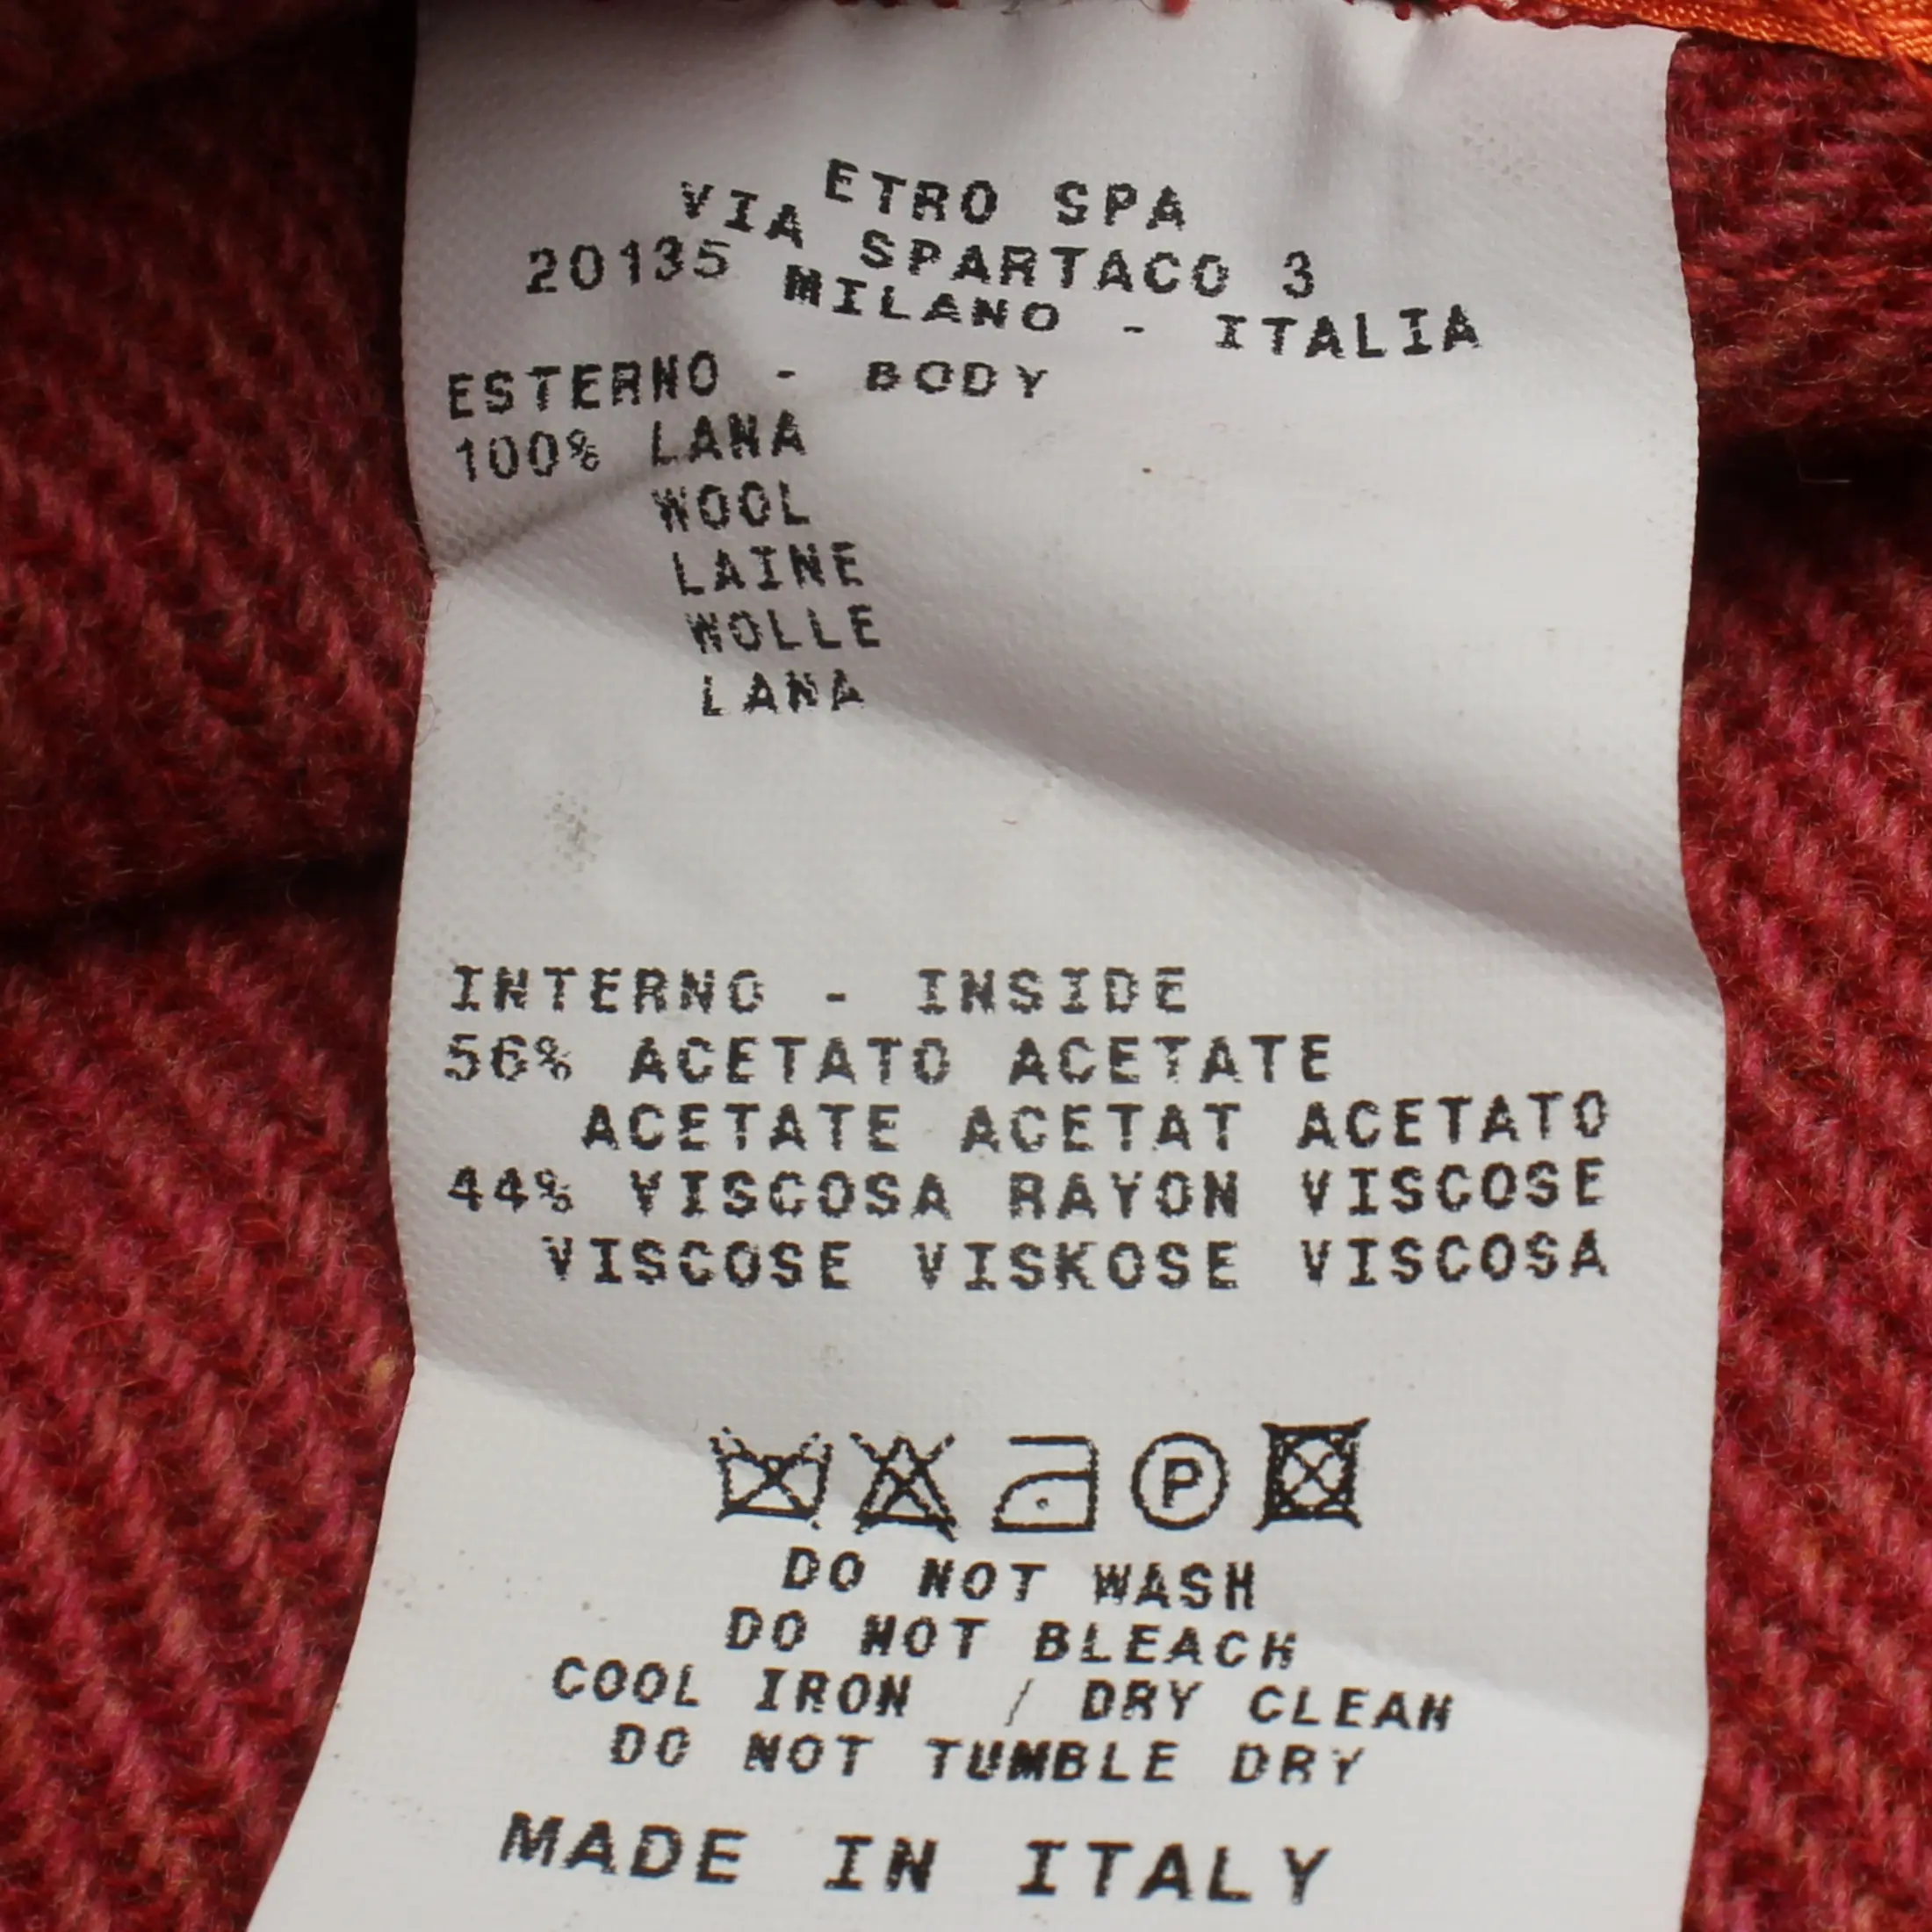 ETRO SPA
VIA SPARTACO 3
20135 MILANO - ITALIA
ESTERNO - BODY
100% LANA
WOOL
LAINE
WOLLE
LANA
INTERNO - INSIDE
56% ACETATO ACETATE
ACETATE ACETAT ACETATO
44% VISCOSA RAYON VISCOSE
VISCOSE VISKOSE VISCOSA
P
DO NOT WASH
DO NOT BLEACH
COOL IRON / DRY CLEAN
DO NOT TUMBLE DRY
MADE IN ITALY